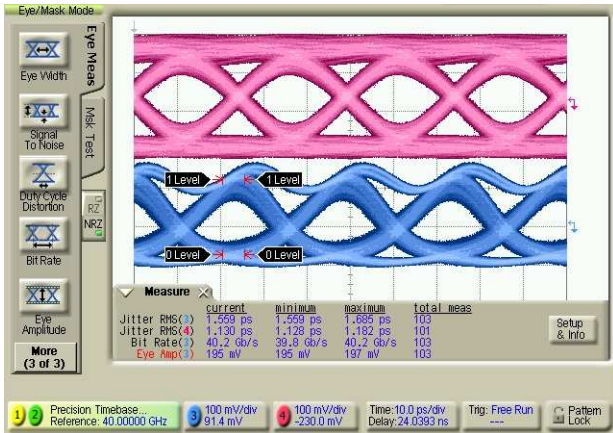 Eye/Mask Mode
Eye Width
Signal
To Noise
Duty Cycle
Distortion
Bit Rate
Eye
Amplitude
More
(3 of 3)
Eye Meas
Msk Test
RZ
NRZ
1 Level
1 Level
0 Level
0 Level
Measure
current minimum maximum total meas
Jitter RMS(3) 1.559 ps 1.559 ps 1.685 ps 103
Jitter RMS(4) 1.130 ps 1.128 ps 1.182 ps 101
Bit Rate(3) 40.2 Gb/s 39.8 Gb/s 40.2 Gb/s 103
Eye Amp(3) 195 mV 195 mV 197 mV 103
Setup
& Info
1 2 Precision Timebase...
Reference: 40.00000 GHz
3 100 mV/div
91.4 mV
4 100 mV/div
-230.0 mV
Time:10.0 ps/div
Delay:24.0393 ns
Trig: Free Run
---
Pattern
Lock